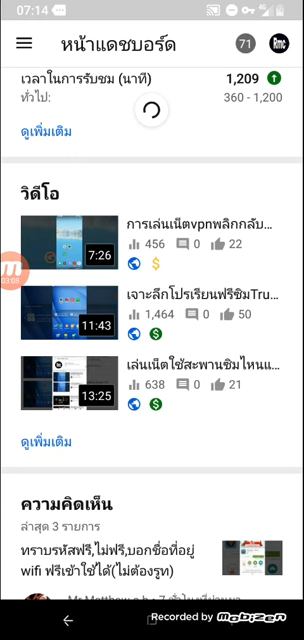 07:14
หน้าแดชบอร์ด
71
Rmc
เวลาในการรับชม (นาที)
1,209
ทั่วไป:
360 - 1,200
ดูเพิ่มเติม
วิดีโอ
7:26
การเล่นเน็ตvpnพลิกกลับ...
456
0
22
11:43
เจาะลึกโปรเรียนฟรีซิมTru...
1,464
0
50
13:25
เล่นเน็ตใช้สะพานซิมไหนแ...
638
0
21
03:05
ดูเพิ่มเติม
ความคิดเห็น
ล่าสุด 3 รายการ
ทราบรหัสฟรี,ไม่ฟรี,บอกชื่อที่อยู่
wifi ฟรีเข้าใช้ได้(ไม่ต้องรูท)
Recorded by MOBIZEN